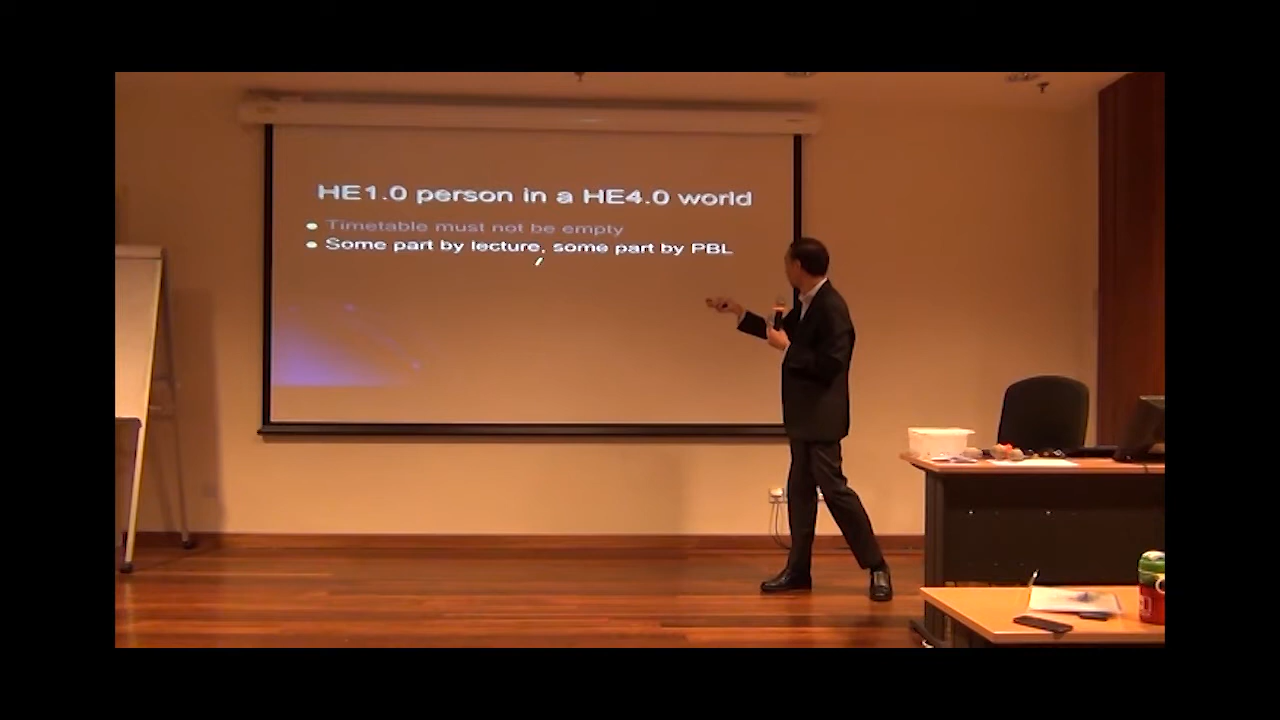 HE1.0 person in a HE4.0 world
Timetable must not be empty
Some part by lecture, some part by PBL